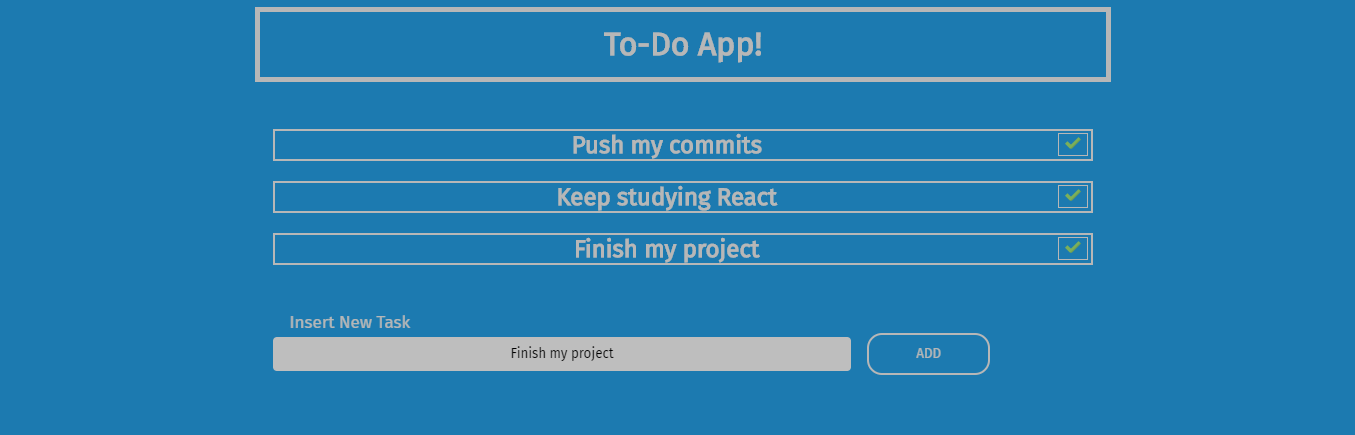 To-Do App!
Push my commits
Keep studying React
Finish my project
Insert New Task
Finish my project
ADD